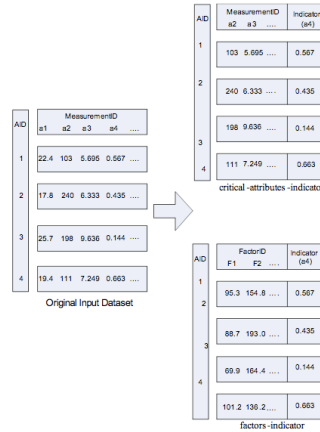 AID
MeasurementID
a1 a2 a3 a4 ....
1 22.4 103 5.695 0.567 ....
2 17.8 240 6.333 0.435 ....
3 25.7 198 9.636 0.144 ....
4 19.4 111 7.249 0.663 ....
Original Input Dataset
AID
MeasurementID Indicator
a2 a3 .... (a4)
1
103 5.695 .... 0.567
2
240 6.333 .... 0.435
198 9.636 .... 0.144
3
4 111 7.249 .... 0.663
critical -attributes -indicator
AID
FactorID Indicator
F1 F2 .... (a4)
1
2 95.3 154.8 .... 0.567
88.7 193.0 .... 0.435
3
69.9 164.4 .... 0.144
4
101.2 136.2 .... 0.663
factors -indicator